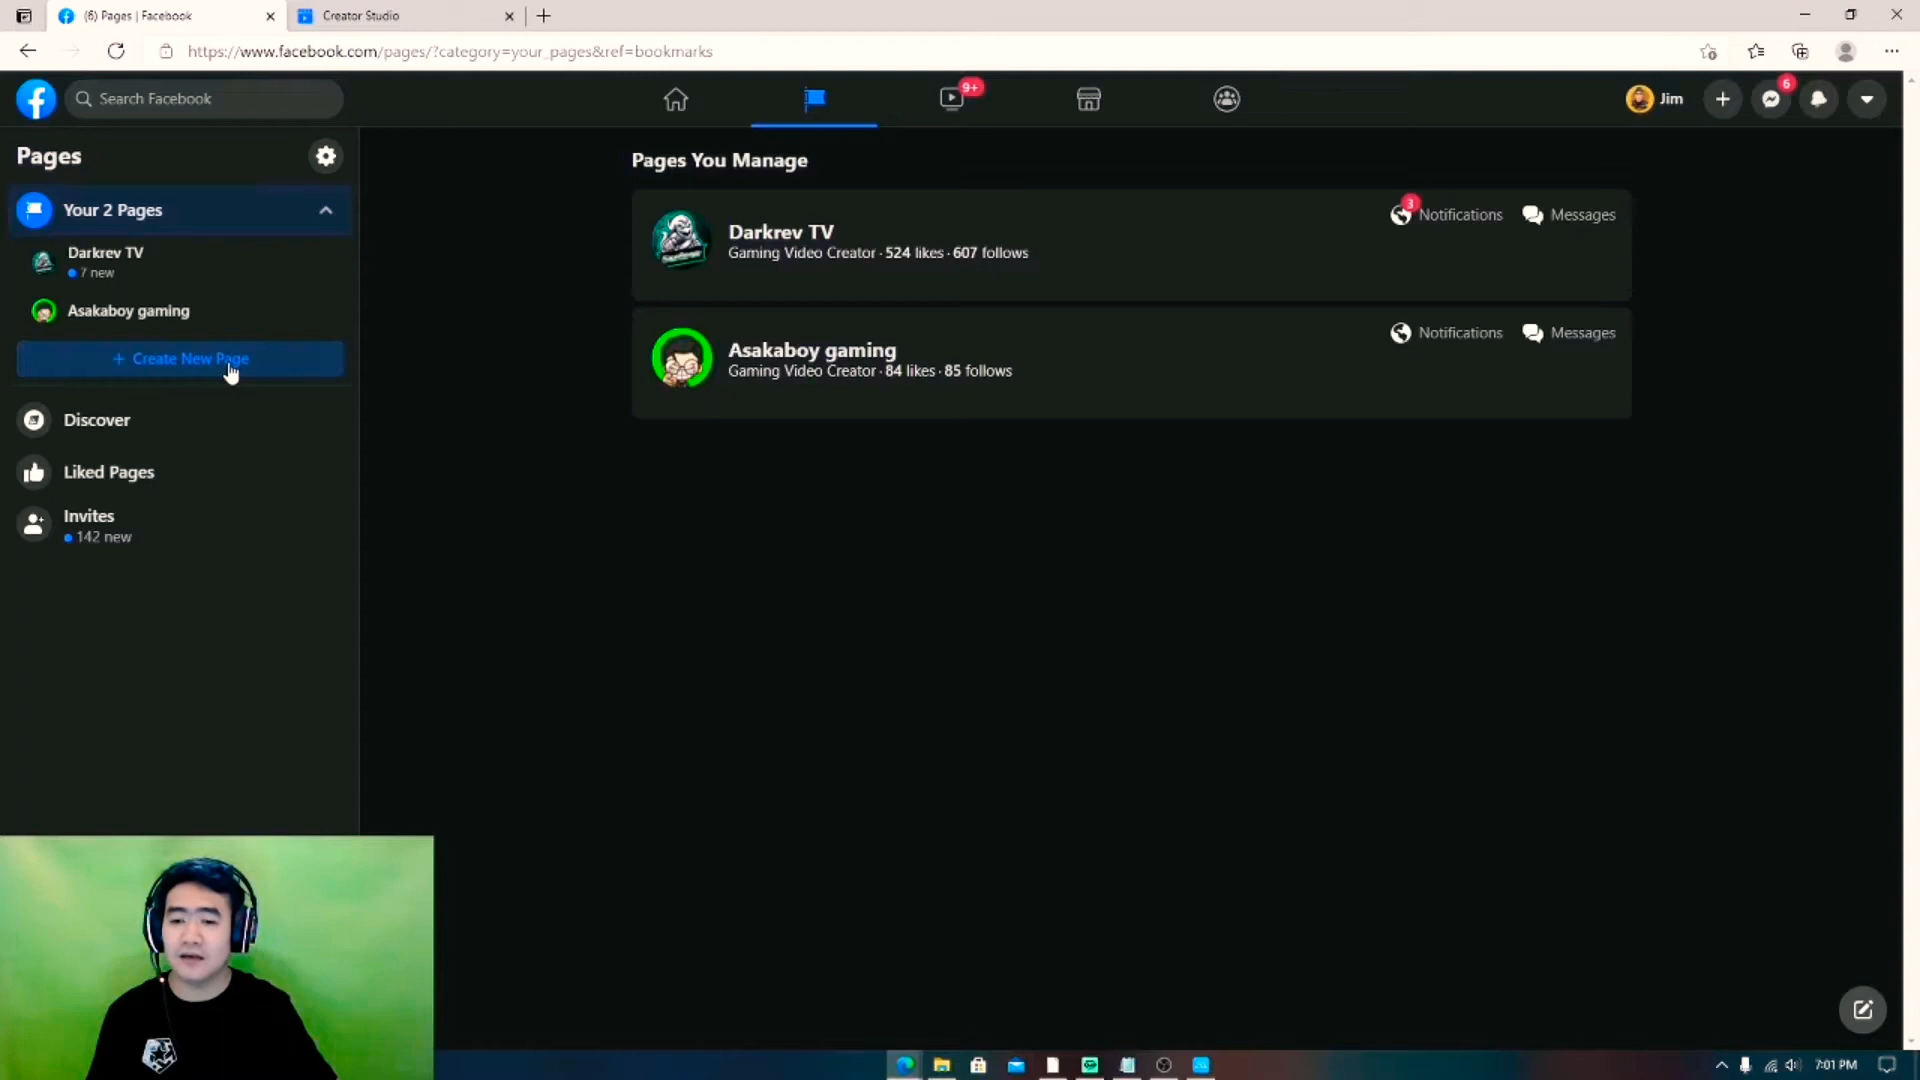 (6) Pages | Facebook
Creator Studio
https://www.facebook.com/pages/?category=your_pages&ref=bookmarks
Search Facebook
9+
Jim
6
Pages
Your 2 Pages
Darkrev TV
7 new
Asakaboy gaming
+ Create New Page
Discover
Liked Pages
Invites
142 new
Pages You Manage
Darkrev TV
Gaming Video Creator · 524 likes · 607 follows
3
Notifications
Messages
Asakaboy gaming
Gaming Video Creator · 84 likes · 85 follows
Notifications
Messages
7:01 PM